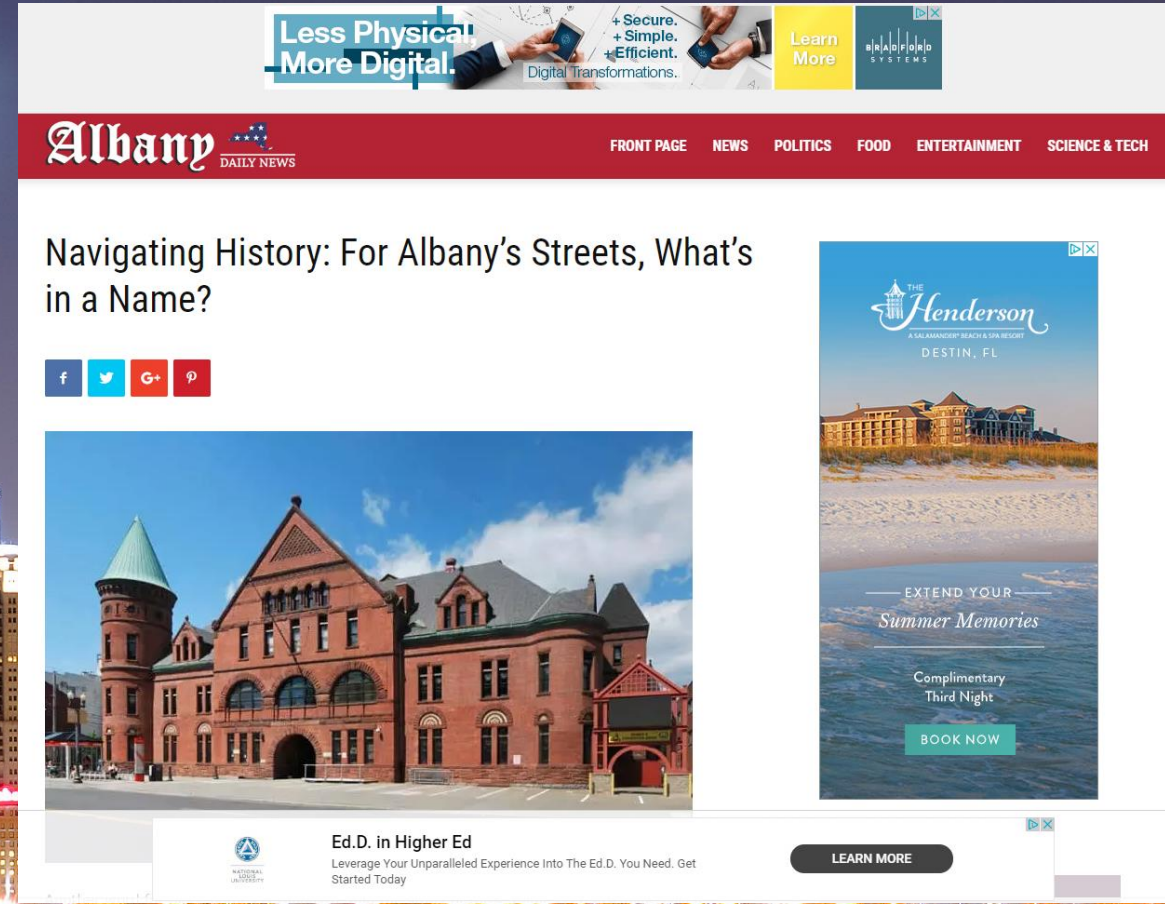 Less Physical,
More Digital.
+ Secure.
+ Simple.
+ Efficient.
Digital Transformations.
Learn
More
BRADFORD
SYSTEMS
Albany
DAILY NEWS
FRONT PAGE NEWS POLITICS FOOD ENTERTAINMENT SCIENCE & TECH
Navigating History: For Albany's Streets, What's
in a Name?
f
G+
THE
Henderson
A SALAMANDER® BEACH & SPA RESORT
DESTIN, FL
EXTEND YOUR
Summer Memories
Complimentary
Third Night
BOOK NOW
NATIONAL
LOUIS
UNIVERSITY
Ed.D. in Higher Ed
Leverage Your Unparalleled Experience Into The Ed.D. You Need. Get
Started Today
LEARN MORE